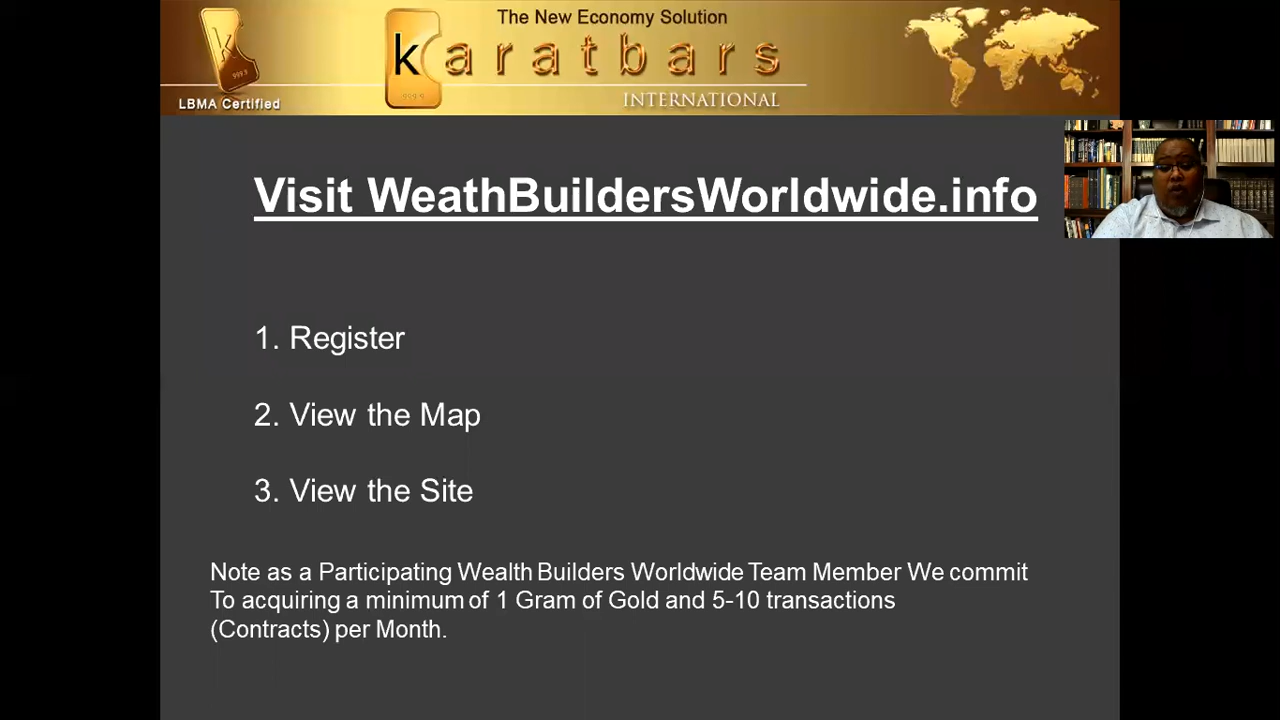 The New Economy Solution
karatbars
INTERNATIONAL
LBMA Certified
Visit WeathBuildersWorldwide.info
1. Register
2. View the Map
3. View the Site
Note as a Participating Wealth Builders Worldwide Team Member We commit
To acquiring a minimum of 1 Gram of Gold and 5-10 transactions
(Contracts) per Month.